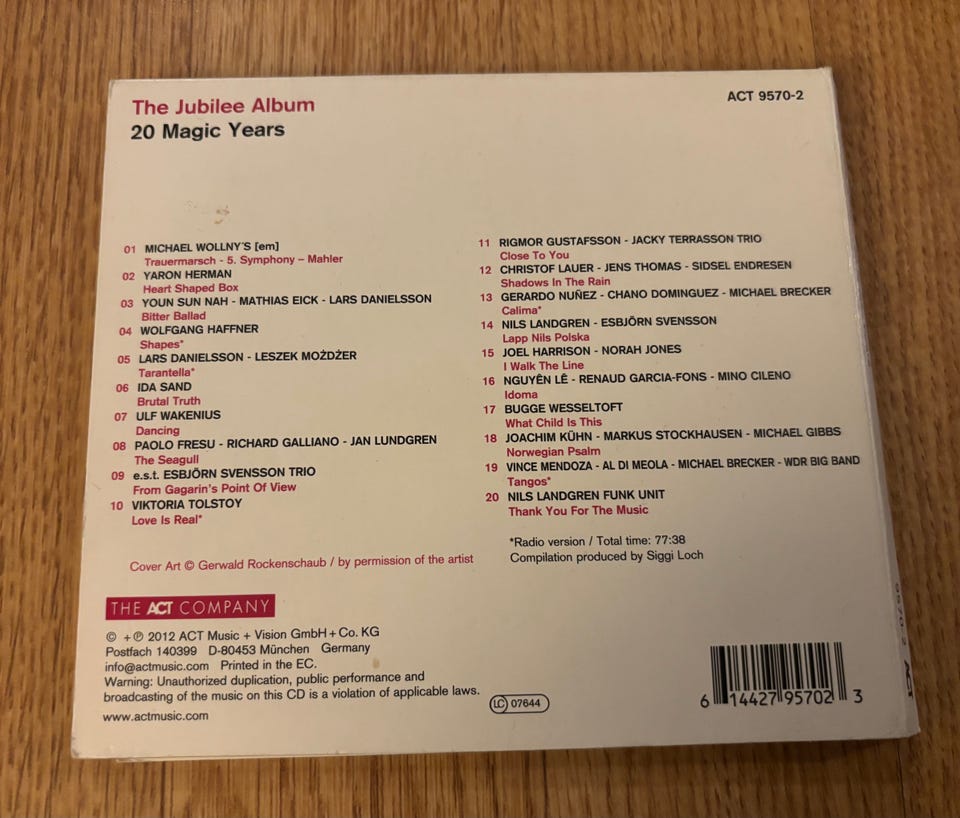 The Jubilee Album
20 Magic Years
ACT 9570-2
01 MICHAEL WOLLNY'S [em]
Trauermarsch - 5. Symphony – Mahler
02 YARON HERMAN
Heart Shaped Box
03 YOUN SUN NAH - MATHIAS EICK - LARS DANIELSSON
Bitter Ballad
04 WOLFGANG HAFFNER
Shapes*
05 LARS DANIELSSON - LESZEK MOŻDŻER
Tarantella*
06 IDA SAND
Brutal Truth
07 ULF WAKENIUS
Dancing
08 PAOLO FRESU - RICHARD GALLIANO - JAN LUNDGREN
The Seagull
09 e.s.t. ESBJÖRN SVENSSON TRIO
From Gagarin's Point Of View
10 VIKTORIA TOLSTOY
Love Is Real*
11 RIGMOR GUSTAFSSON - JACKY TERRASSON TRIO
Close To You
12 CHRISTOF LAUER - JENS THOMAS - SIDSEL ENDRESEN
Shadows In The Rain
13 GERARDO NUÑEZ - CHANO DOMINGUEZ - MICHAEL BRECKER
Calima*
14 NILS LANDGREN - ESBJÖRN SVENSSON
Lapp Nils Polska
15 JOEL HARRISON - NORAH JONES
I Walk The Line
16 NGUYÊN LÊ - RENAUD GARCIA-FONS - MINO CILENO
Idoma
17 BUGGE WESSELTOFT
What Child Is This
18 JOACHIM KÜHN - MARKUS STOCKHAUSEN - MICHAEL GIBBS
Norwegian Psalm
19 VINCE MENDOZA - AL DI MEOLA - MICHAEL BRECKER - WDR BIG BAND
Tangos*
20 NILS LANDGREN FUNK UNIT
Thank You For The Music
*Radio version / Total time: 77:38
Compilation produced by Siggi Loch
Cover Art © Gerwald Rockenschaub / by permission of the artist
THE ACT COMPANY
© + ℗ 2012 ACT Music + Vision GmbH + Co. KG
Postfach 140399 D-80453 München Germany
info@actmusic.com Printed in the EC.
Warning: Unauthorized duplication, public performance and
broadcasting of the music on this CD is a violation of applicable laws.
www.actmusic.com
LC 07644
6 14427 95702 3
9570-2 ACT